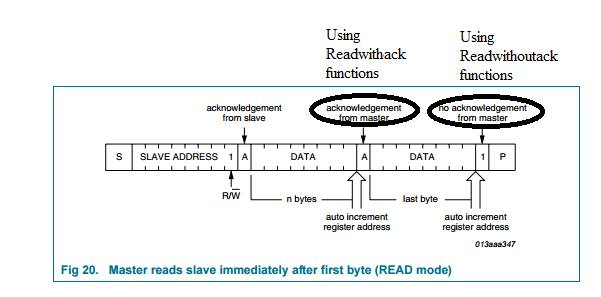 Using
Readwithack
functions
Using
Readwithoutack
functions
acknowledgement
from slave
acknowledgement
from master
no acknowledgement
from master
S SLAVE ADDRESS 1 A DATA A DATA 1 P
R/W̅
n bytes
last byte
auto increment
register address
auto increment
register address
013aaa347
Fig 20. Master reads slave immediately after first byte (READ mode)